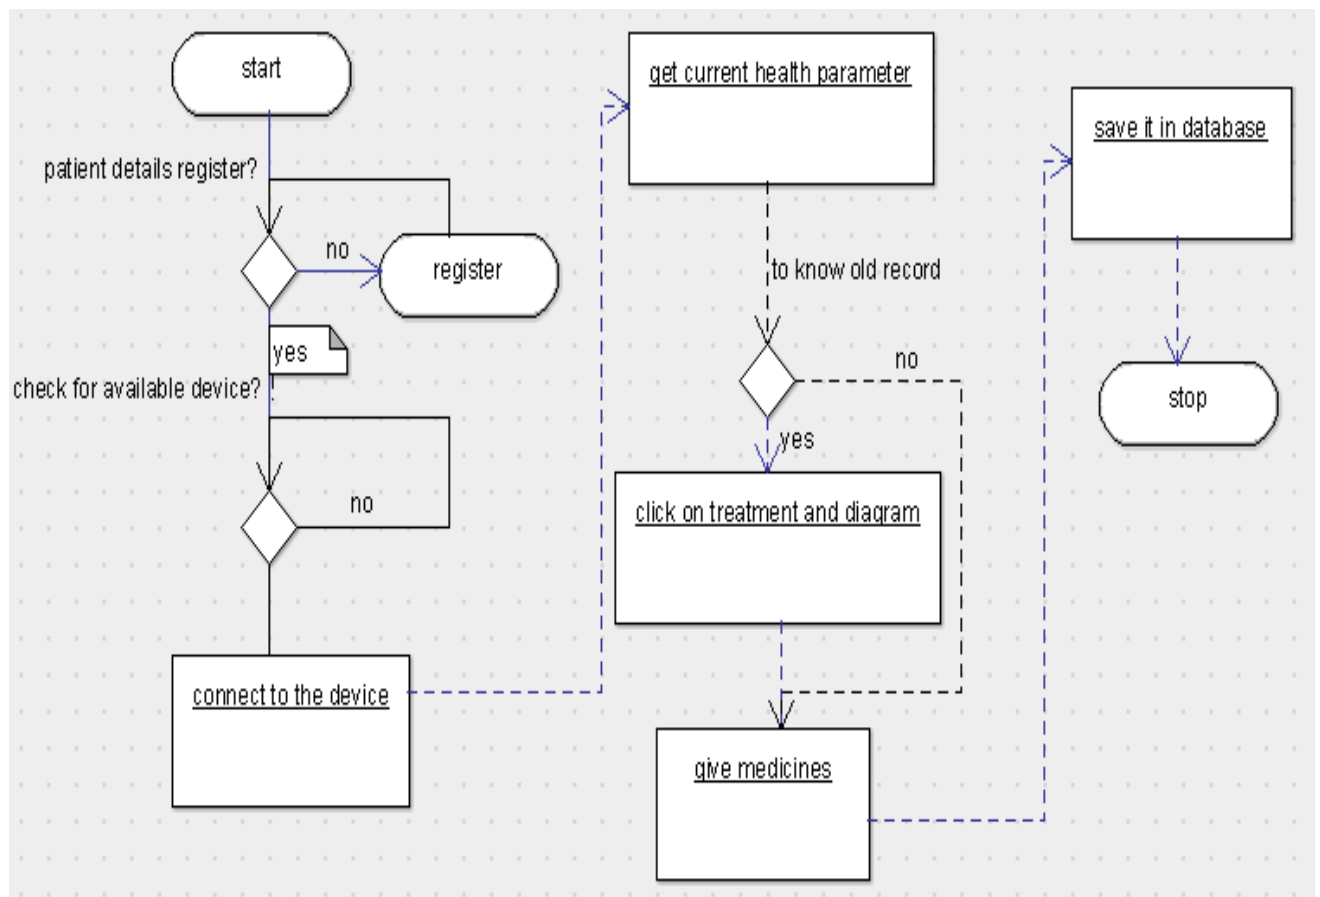 start
patient details register?
no
register
yes
check for available device?
no
connect to the device
get current health parameter
to know old record
no
yes
click on treatment and diagram
give medicines
save it in database
stop